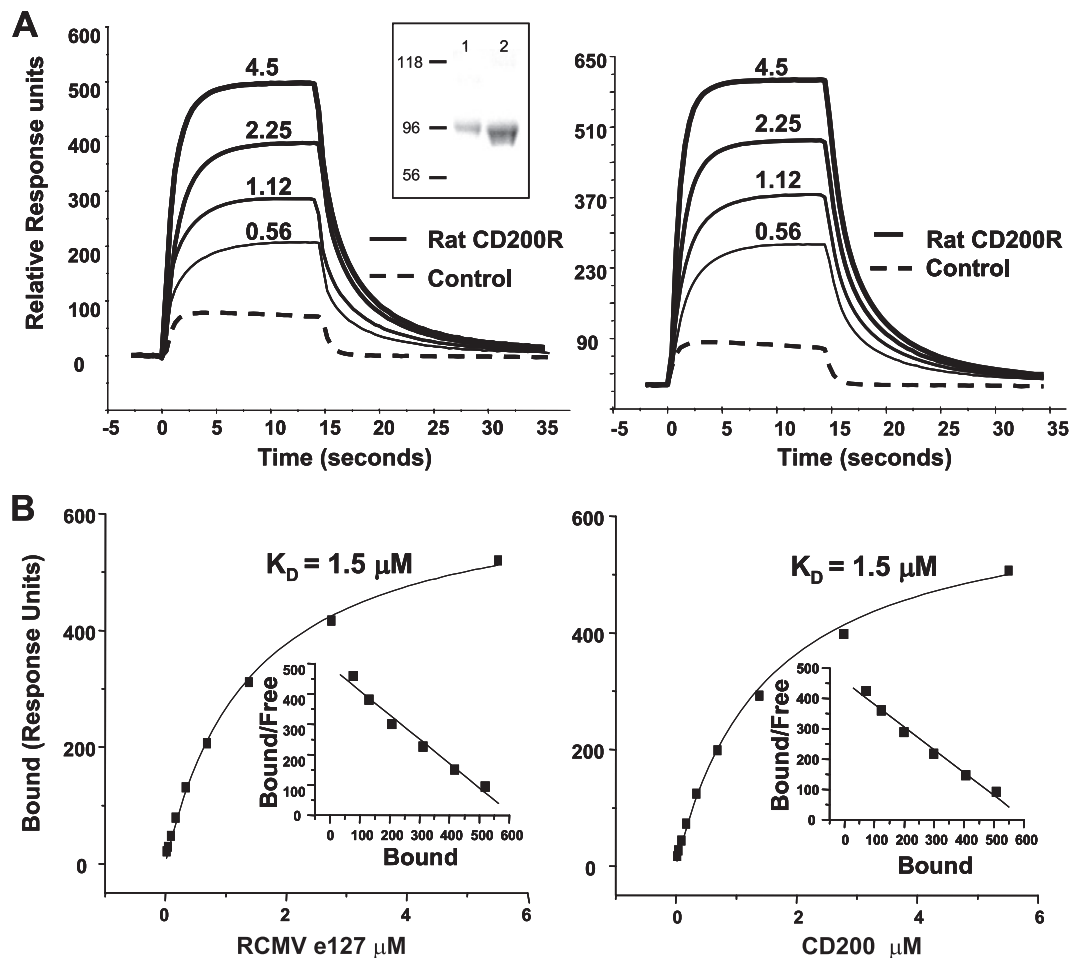 A
Relative Response units
600
500
400
300
200
100
0
4.5
2.25
1.12
0.56
Rat CD200R
Control
-5 0 5 10 15 20 25 30 35
Time (seconds)
1 2
118
96
56
650
510
370
230
90
4.5
2.25
1.12
0.56
Rat CD200R
Control
-5 0 5 10 15 20 25 30 35
Time (seconds)
B
Bound (Response Units)
600
400
200
0
K_D = 1.5 μM
Bound/Free
500
400
300
200
100
0
0 100 200 300 400 500 600
Bound
0 2 4 6
RCMV e127 μM
600
400
200
0
K_D = 1.5 μM
Bound/Free
500
400
300
200
100
0
0 100 200 300 400 500 600
Bound
0 2 4 6
CD200 μM